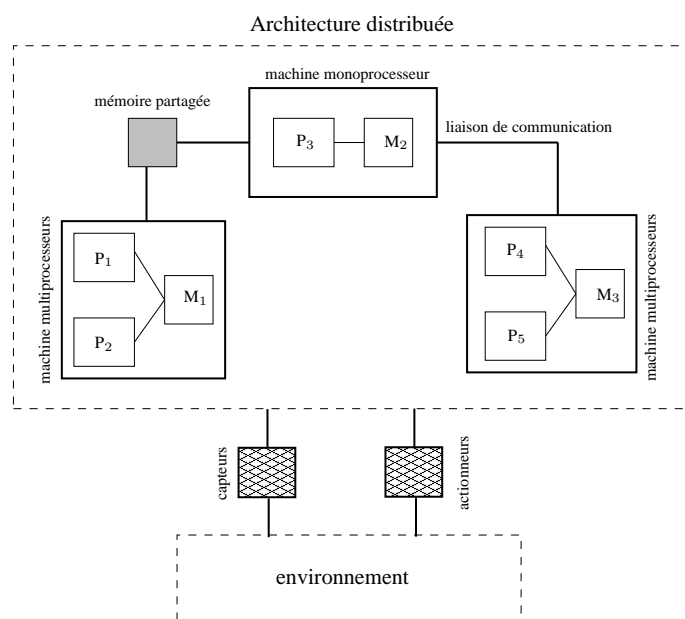 Architecture distribuée
machine monoprocesseur
mémoire partagée
liaison de communication
P3
M2
machine multiprocesseurs
P1
M1
P2
P4
M3
P5
machine multiprocesseurs
capteurs
actionneurs
environnement